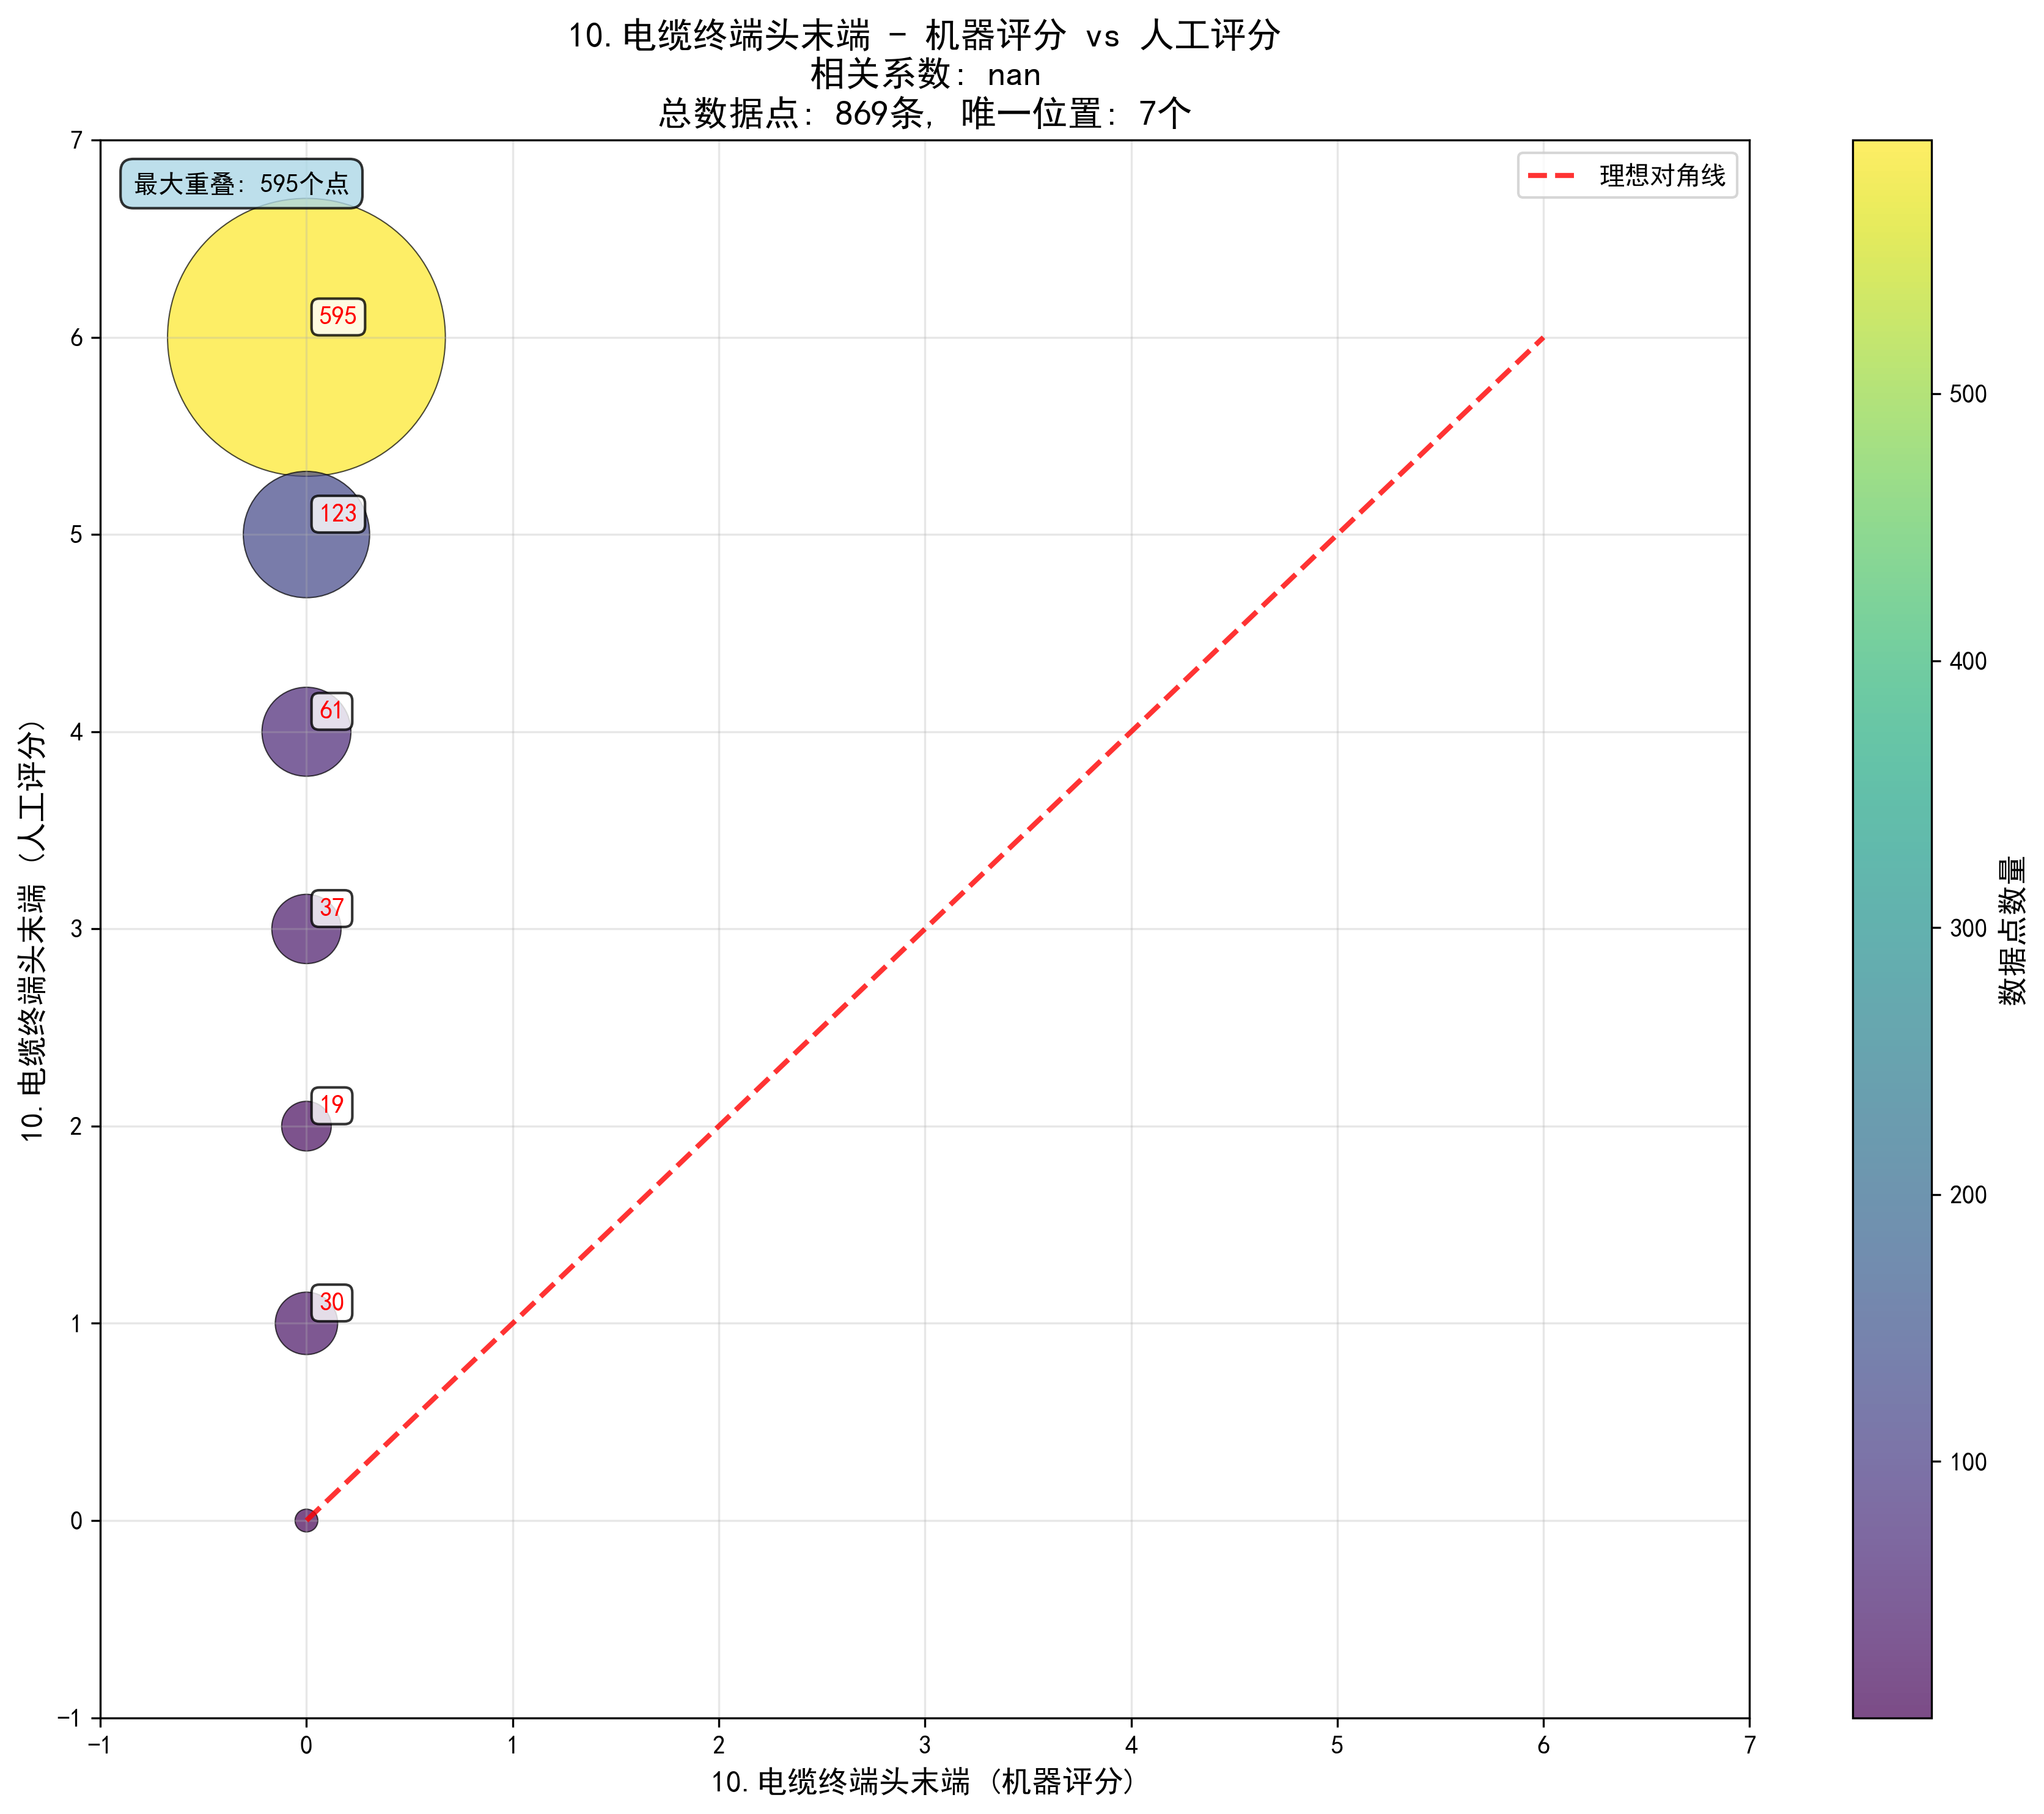 10.电缆终端头末端 - 机器评分 vs 人工评分
相关系数: nan
总数据点: 869条, 唯一位置: 7个
最大重叠: 595个点
理想对角线
595
123
61
37
19
30
7
6
5
4
3
2
1
0
−1
10.电缆终端头末端 (人工评分)
−1 0 1 2 3 4 5 6 7
10.电缆终端头末端 (机器评分)
500
400
300
200
100
数据点数量